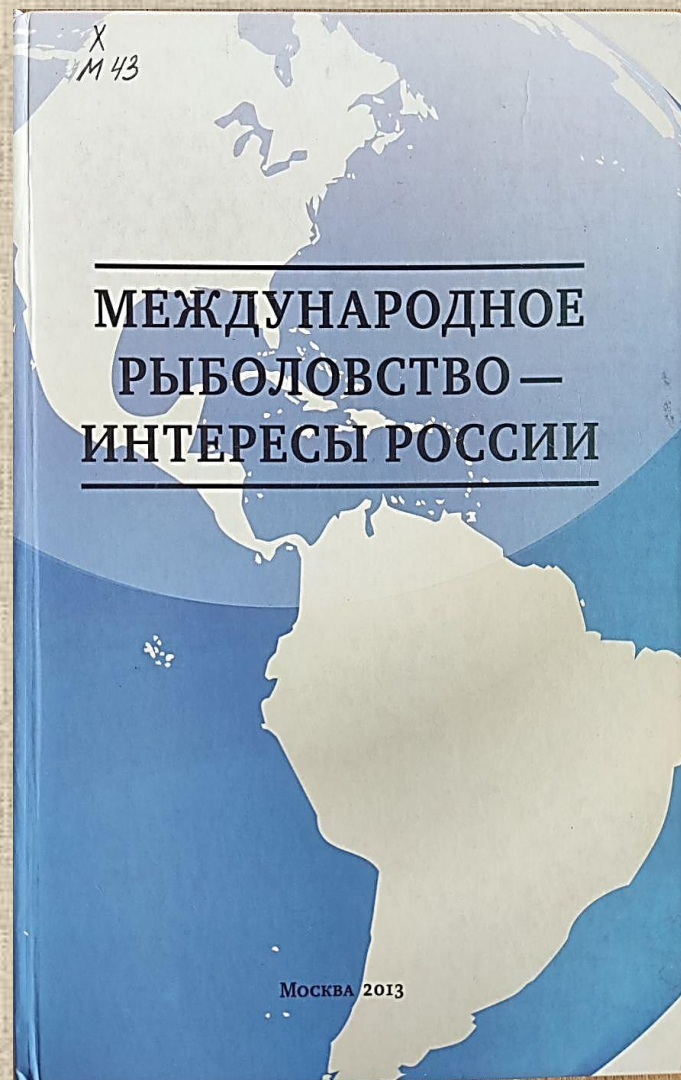 Х
М 43
МЕЖДУНАРОДНОЕ
РЫБОЛОВСТВО —
ИНТЕРЕСЫ РОССИИ
Москва 2013